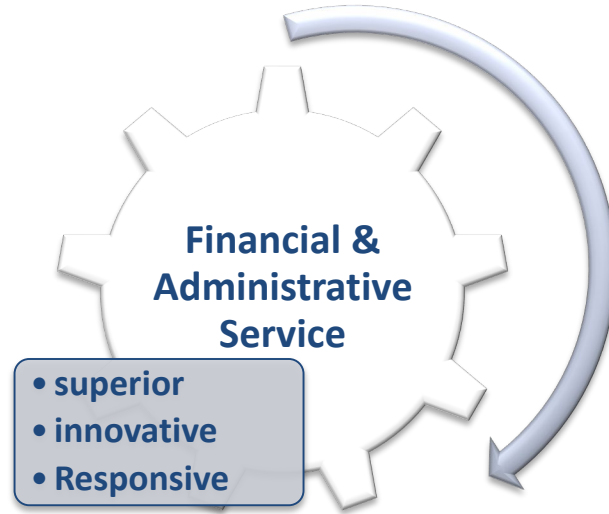 Financial &
Administrative
Service
• superior
• innovative
• Responsive